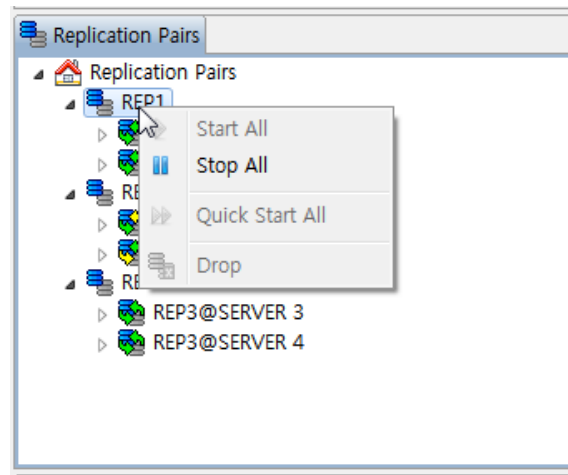 Replication Pairs
Replication Pairs
REP1
Start All
Stop All
Quick Start All
Drop
REP3@SERVER 3
REP3@SERVER 4